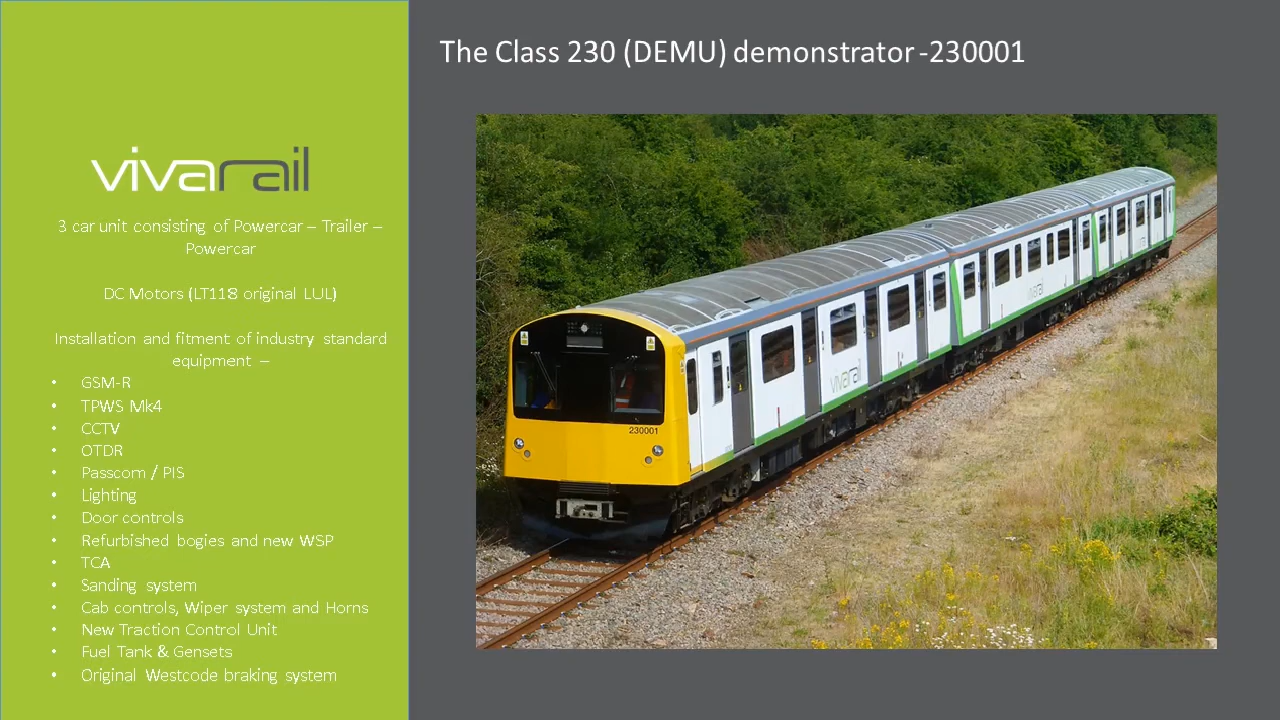 The Class 230 (DEMU) demonstrator -230001
vivarail
3 car unit consisting of Powercar – Trailer –
Powercar
DC Motors (LT118 original LUL)
Installation and fitment of industry standard
equipment –
• GSM-R
• TPWS Mk4
• CCTV
• OTDR
• Passcom / PIS
• Lighting
• Door controls
• Refurbished bogies and new WSP
• TCA
• Sanding system
• Cab controls, Wiper system and Horns
• New Traction Control Unit
• Fuel Tank & Gensets
• Original Westcode braking system
230001
vivarail
vivarail